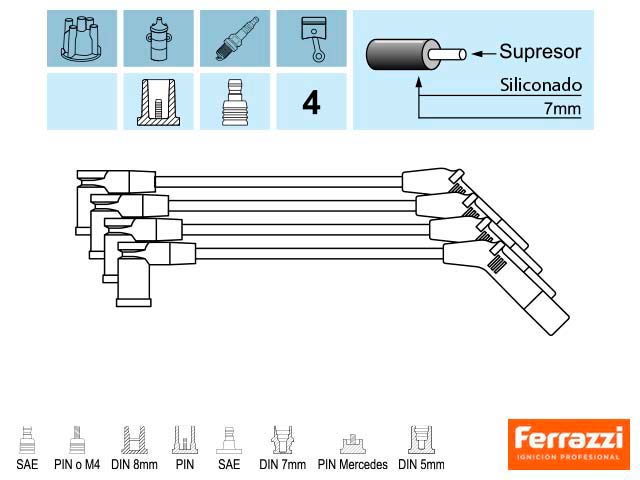 Supresor
Siliconado
4
7mm
SAE PIN o M4 DIN 8mm PIN SAE DIN 7mm PIN Mercedes DIN 5mm
Ferrazzi
IGNICION PROFESIONAL